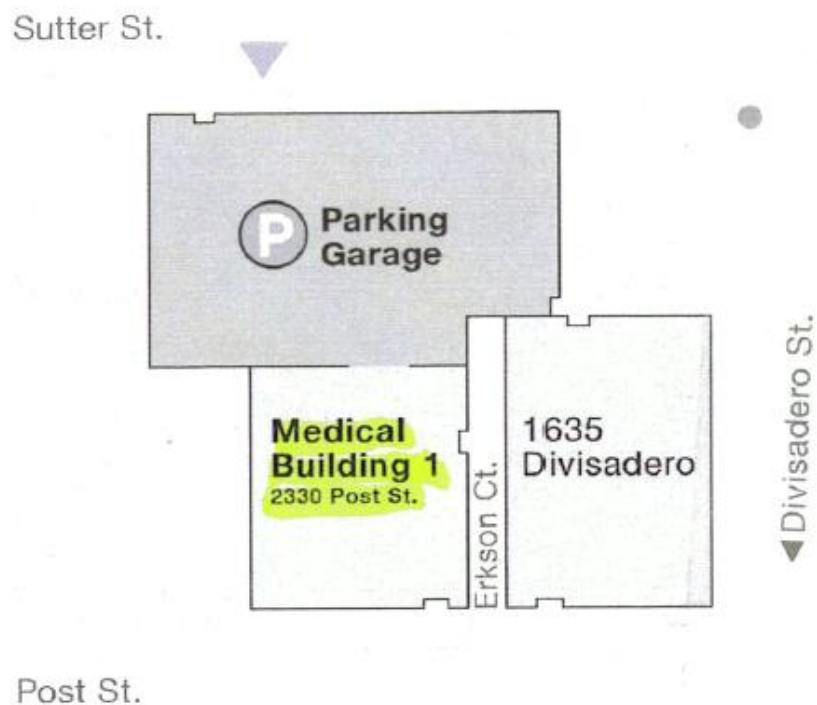 Sutter St.
P
Parking
Garage
Medical
Building 1
2330 Post St.
Erkson Ct.
1635
Divisadero
Divisadero St.
Post St.